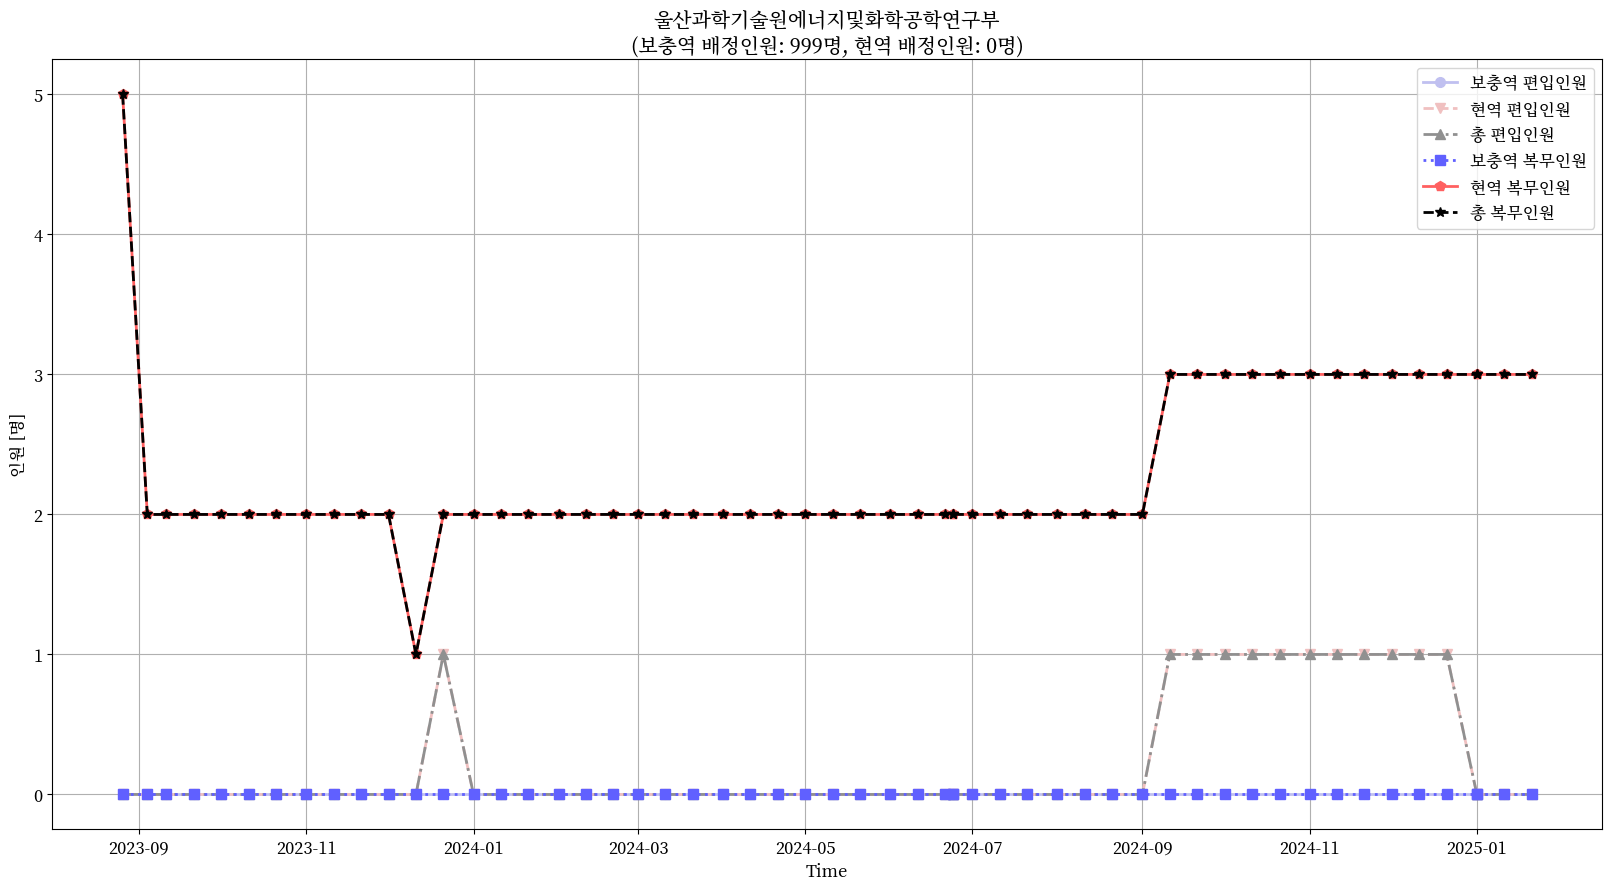 울산과학기술원에너지및화학공학연구부
(보충역 배정인원: 999명, 현역 배정인원: 0명)
보충역 편입인원
현역 편입인원
총 편입인원
보충역 복무인원
현역 복무인원
총 복무인원
5
4
3
2
1
0
인원 [명]
2023-09 2023-11 2024-01 2024-03 2024-05 2024-07 2024-09 2024-11 2025-01
Time